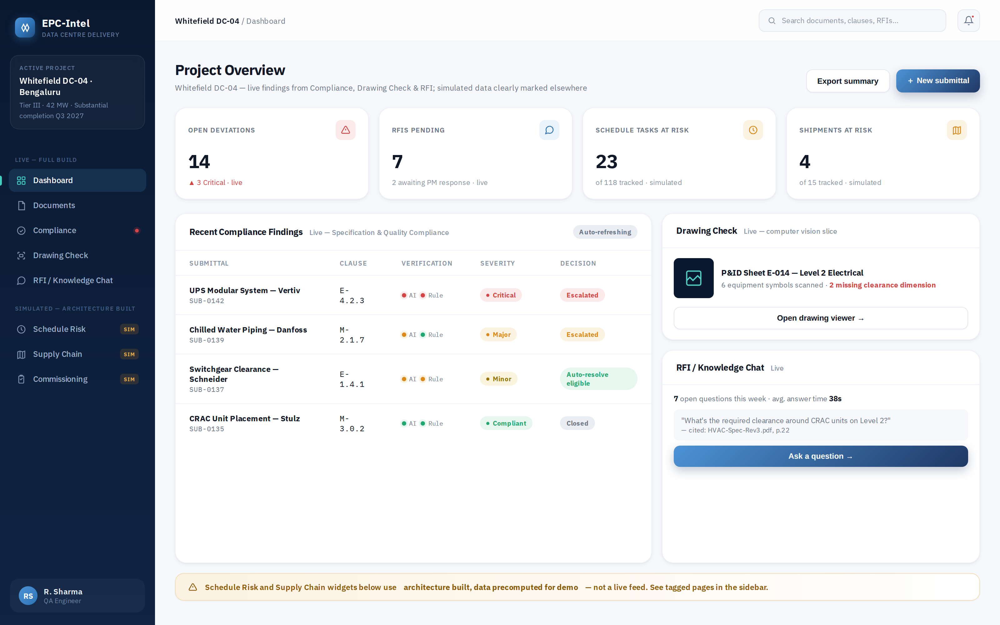 EPC-Intel
DATA CENTRE DELIVERY
ACTIVE PROJECT
Whitefield DC-04 ·
Bengaluru
Tier III · 42 MW · Substantial
completion Q3 2027
LIVE — FULL BUILD
Dashboard
Documents
Compliance
Drawing Check
RFI / Knowledge Chat
SIMULATED — ARCHITECTURE BUILT
Schedule Risk SIM
Supply Chain SIM
Commissioning SIM
RS
R. Sharma
QA Engineer
Whitefield DC-04 / Dashboard
Search documents, clauses, RFIs...
Project Overview
Whitefield DC-04 — live findings from Compliance, Drawing Check & RFI; simulated data clearly marked elsewhere
Export summary
+ New submittal
OPEN DEVIATIONS
14
▲ 3 Critical · live
RFIS PENDING
7
2 awaiting PM response · live
SCHEDULE TASKS AT RISK
23
of 118 tracked · simulated
SHIPMENTS AT RISK
4
of 15 tracked · simulated
Recent Compliance Findings Live — Specification & Quality Compliance Auto-refreshing
SUBMITTAL CLAUSE VERIFICATION SEVERITY DECISION
UPS Modular System — Vertiv
SUB-0142
E-
4.2.3
AI Rule
Critical
Escalated
Chilled Water Piping — Danfoss
SUB-0139
M-
2.1.7
AI Rule
Major
Escalated
Switchgear Clearance —
Schneider
SUB-0137
E-
1.4.1
AI Rule
Minor
Auto-resolve
eligible
CRAC Unit Placement — Stulz
SUB-0135
M-
3.0.2
AI Rule
Compliant
Closed
Drawing Check Live — computer vision slice
P&ID Sheet E-014 — Level 2 Electrical
6 equipment symbols scanned · 2 missing clearance dimension
Open drawing viewer →
RFI / Knowledge Chat Live
7 open questions this week · avg. answer time 38s
"What's the required clearance around CRAC units on Level 2?"
— cited: HVAC-Spec-Rev3.pdf, p.22
Ask a question →
Schedule Risk and Supply Chain widgets below use architecture built, data precomputed for demo — not a live feed. See tagged pages in the sidebar.